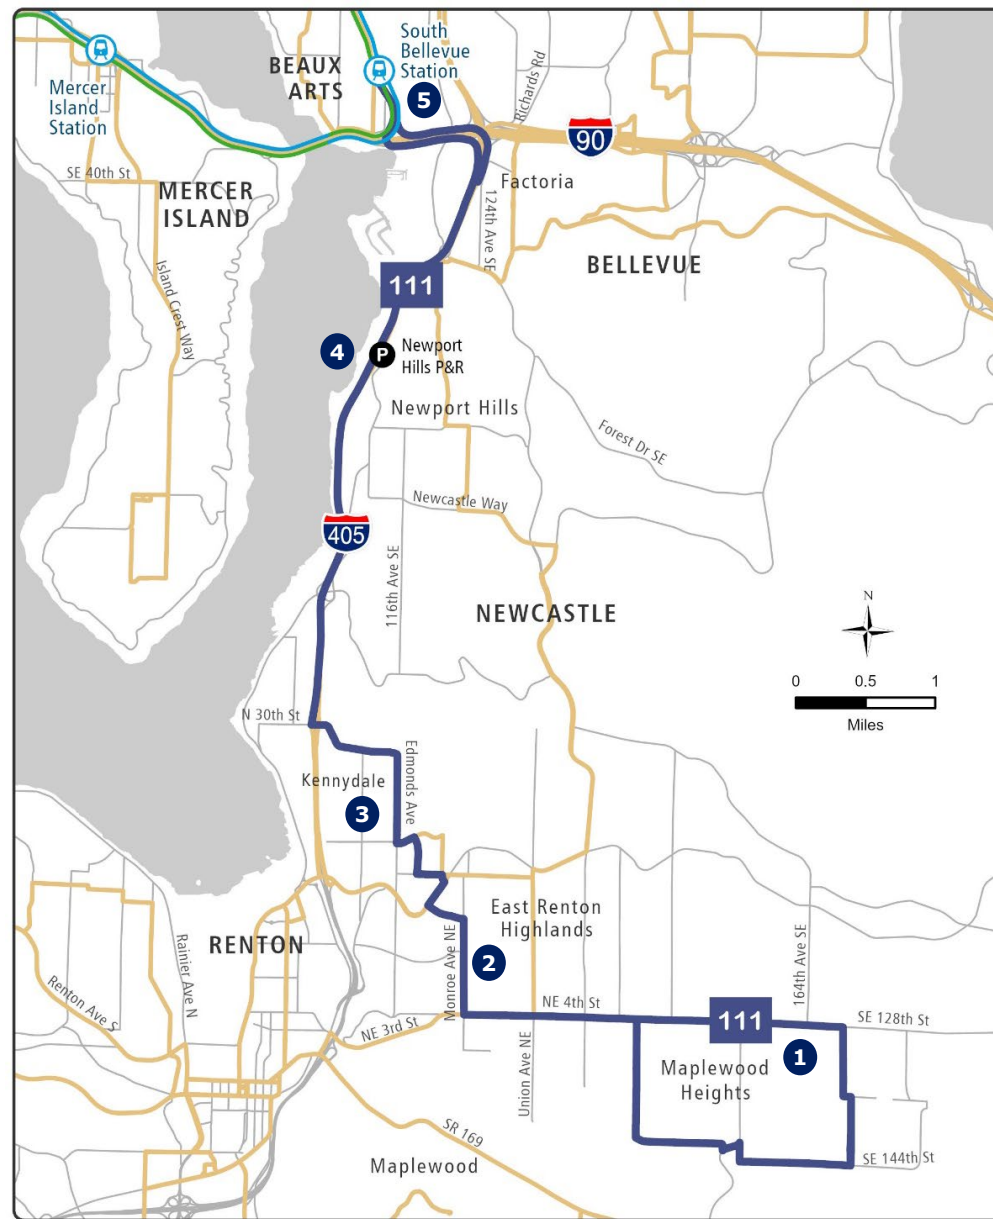 South
Bellevue
Station
5
BEAUX
ARTS
Mercer
Island
Station
Richards Rd
90
SE 40th St
MERCER
ISLAND
Factoria
124th Ave SE
BELLEVUE
Island Crest Way
111
4
P
Newport
Hills P&R
Newport Hills
Forest Dr SE
Newcastle Way
405
116th Ave SE
NEWCASTLE
N
0 0.5 1
Miles
N 30th St
Edmonds Ave
Kennydale
3
East Renton
Highlands
RENTON
Monroe Ave NE
2
Rainier Ave N
Renton Ave S
NE 3rd St
NE 4th St
Union Ave NE
164th Ave SE
111
SE 128th St
1
Maplewood
Heights
SR 169
Maplewood
SE 144th St